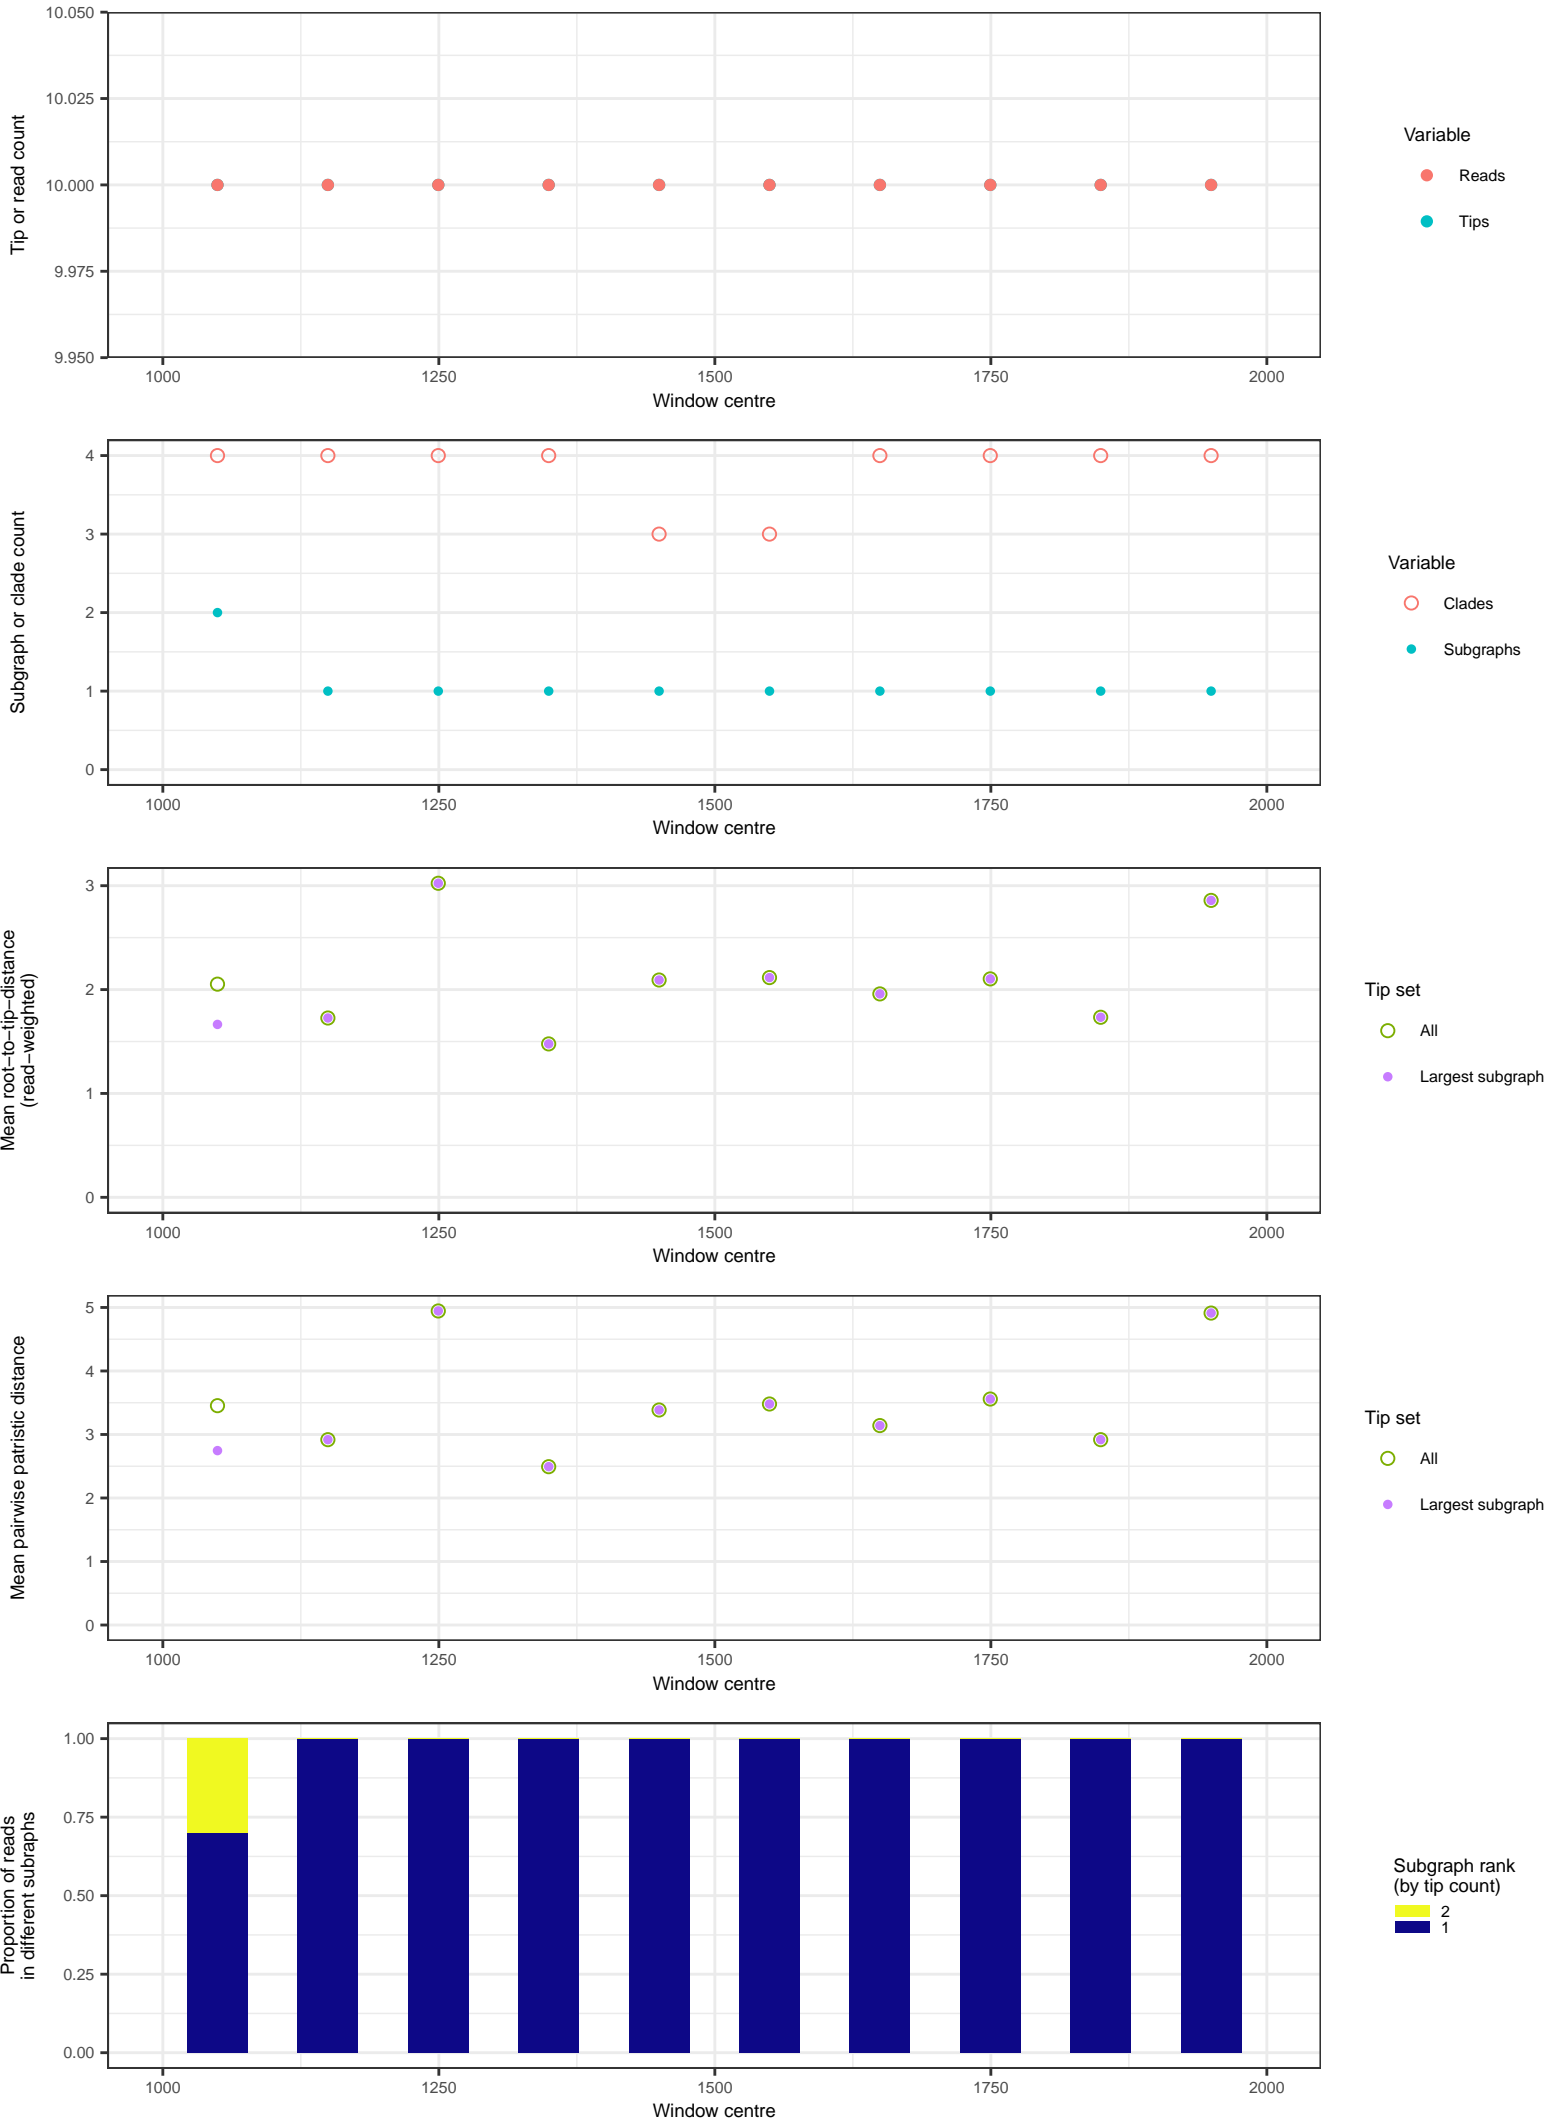 10.050
10.025
10.000
9.975
9.950
Tip or read count
1000 1250 1500 1750 2000
Window centre
Variable
Reads
Tips
4
3
2
1
0
Subgraph or clade count
1000 1250 1500 1750 2000
Window centre
Variable
Clades
Subgraphs
3
2
1
0
Mean root−to−tip−distance
(read−weighted)
1000 1250 1500 1750 2000
Window centre
Tip set
All
Largest subgraph
5
4
3
2
1
0
Mean pairwise patristic distance
1000 1250 1500 1750 2000
Window centre
Tip set
All
Largest subgraph
1.00
0.75
0.50
0.25
0.00
Proportion of reads
in different subraphs
1000 1250 1500 1750 2000
Window centre
Subgraph rank
(by tip count)
2
1